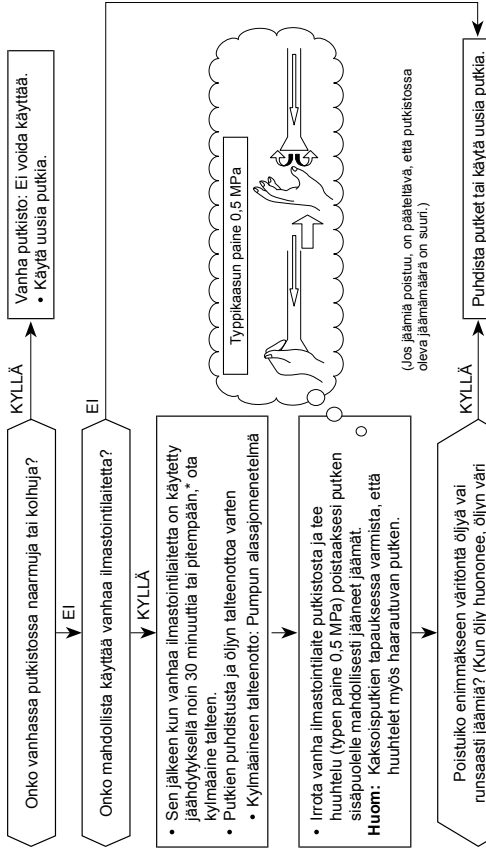 Onko vanhassa putkistossa naarmuja tai kolhuja?
KYLLÄ
Vanha putkisto: Ei voida käyttää.
• Käytä uusia putkia.
EI
Onko mahdollista käyttää vanhaa ilmastointilaitetta?
EI
KYLLÄ
• Sen jälkeen kun vanhaa ilmastointilaitetta on käytetty
jäähdytyksellä noin 30 minuuttia tai pitempään,* ota
kylmäaine talteen.
• Putkien puhdistusta ja öljyn talteenottoa varten
• Kylmäaineen talteenotto: Pumpun alasajomenetelmä
Typpikaasun paine 0,5 MPa
• Irrota vanha ilmastointilaite putkistosta ja tee
huuhtelu (typen paine 0,5 MPa) poistaaksesi putken
sisäpuolelle mahdollisesti jääneet jäämät.
Huom: Kaksoisputkien tapauksessa varmista, että
huuhtelet myös haarautuvan putken.
(Jos jäämiä poistuu, on pääteltävä, että putkistossa
oleva jäämämäärä on suuri.)
Poistuiko enimmäkseen väritöntä öljyä vai
runsaasti jäämiä? (Kun öljy huononee, öljyn väri
KYLLÄ
Puhdista putket tai käytä uusia putkia.